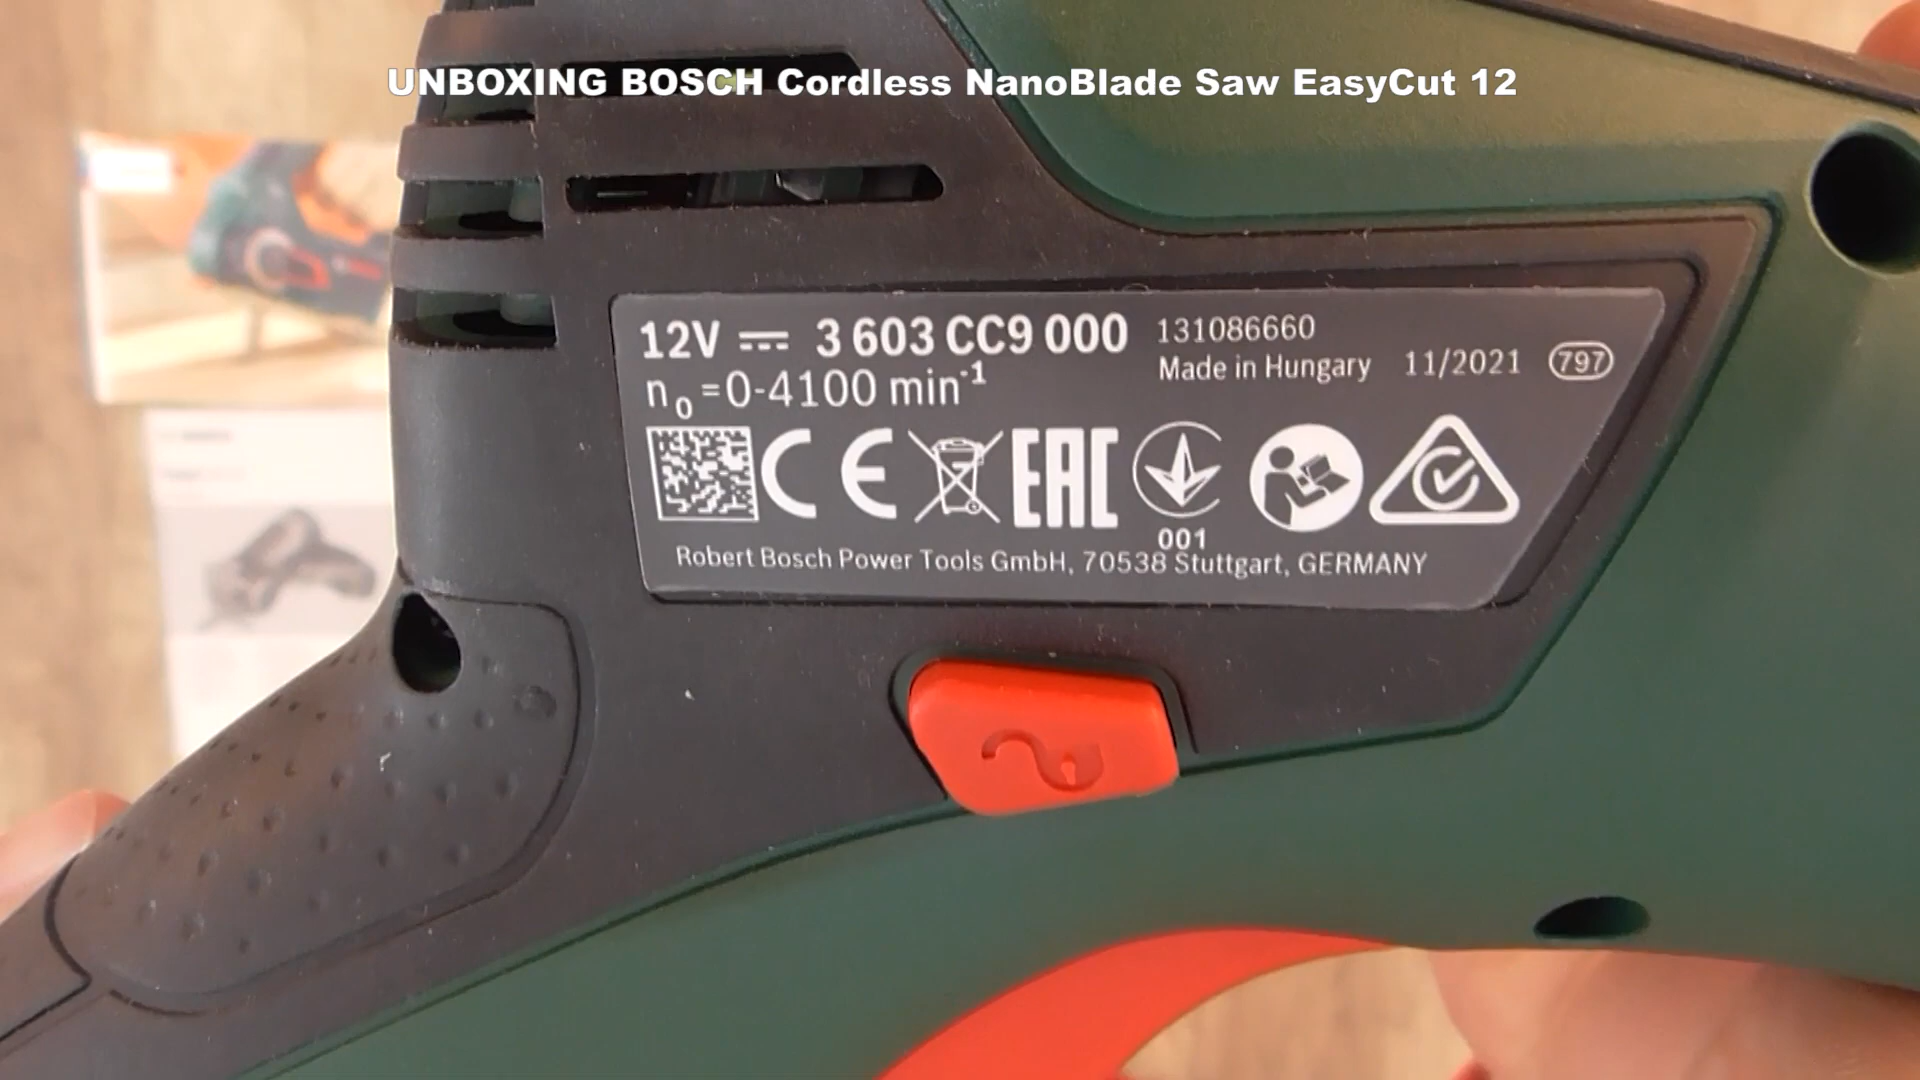 UNBOXING BOSCH Cordless NanoBlade Saw EasyCut 12
12V 3 603 CC9 000
131086660
Made in Hungary 11/2021 797
n0=0-4100 min-1
CE EAC
001
Robert Bosch Power Tools GmbH, 70538 Stuttgart, GERMANY